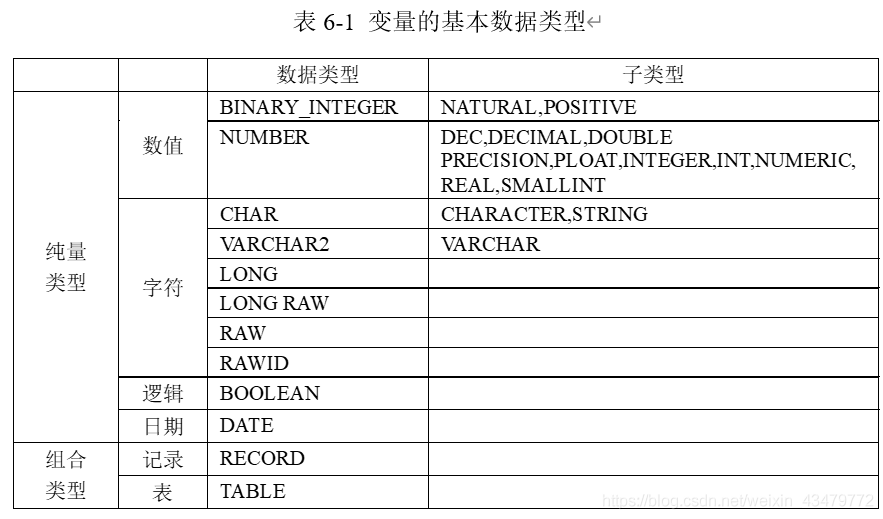 表 6-1 变量的基本数据类型↵
数据类型 子类型
纯量
类型
数值
BINARY_INTEGER NATURAL,POSITIVE
NUMBER DEC,DECIMAL,DOUBLE
PRECISION,PLOAT,INTEGER,INT,NUMERIC,
REAL,SMALLINT
字符
CHAR CHARACTER,STRING
VARCHAR2 VARCHAR
LONG
LONG RAW
RAW
RAWID
逻辑 BOOLEAN
日期 DATE
组合
类型
记录 RECORD
表 TABLE
https://blog.csdn.net/weixin_43479772